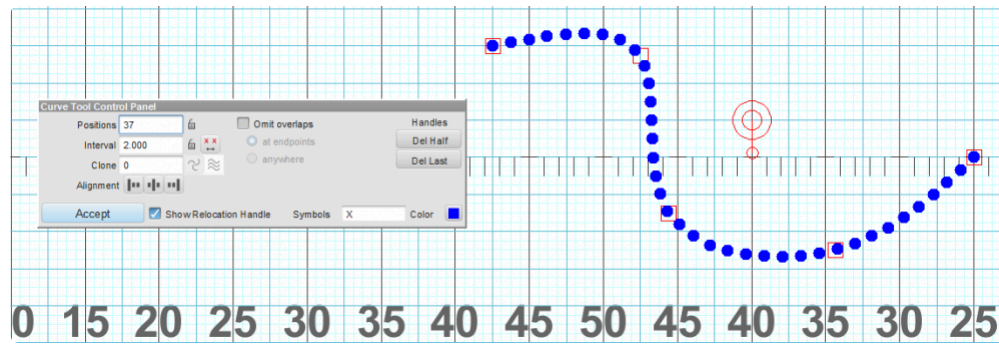 Curve Tool Control Panel
Positions 37 Omit overlaps Handles
Interval 2.000 at endpoints Del Half
Clone 0 anywhere Del Last
Alignment
Accept Show Relocation Handle Symbols X Color
0 15 20 25 30 35 40 45 50 45 40 35 30 25